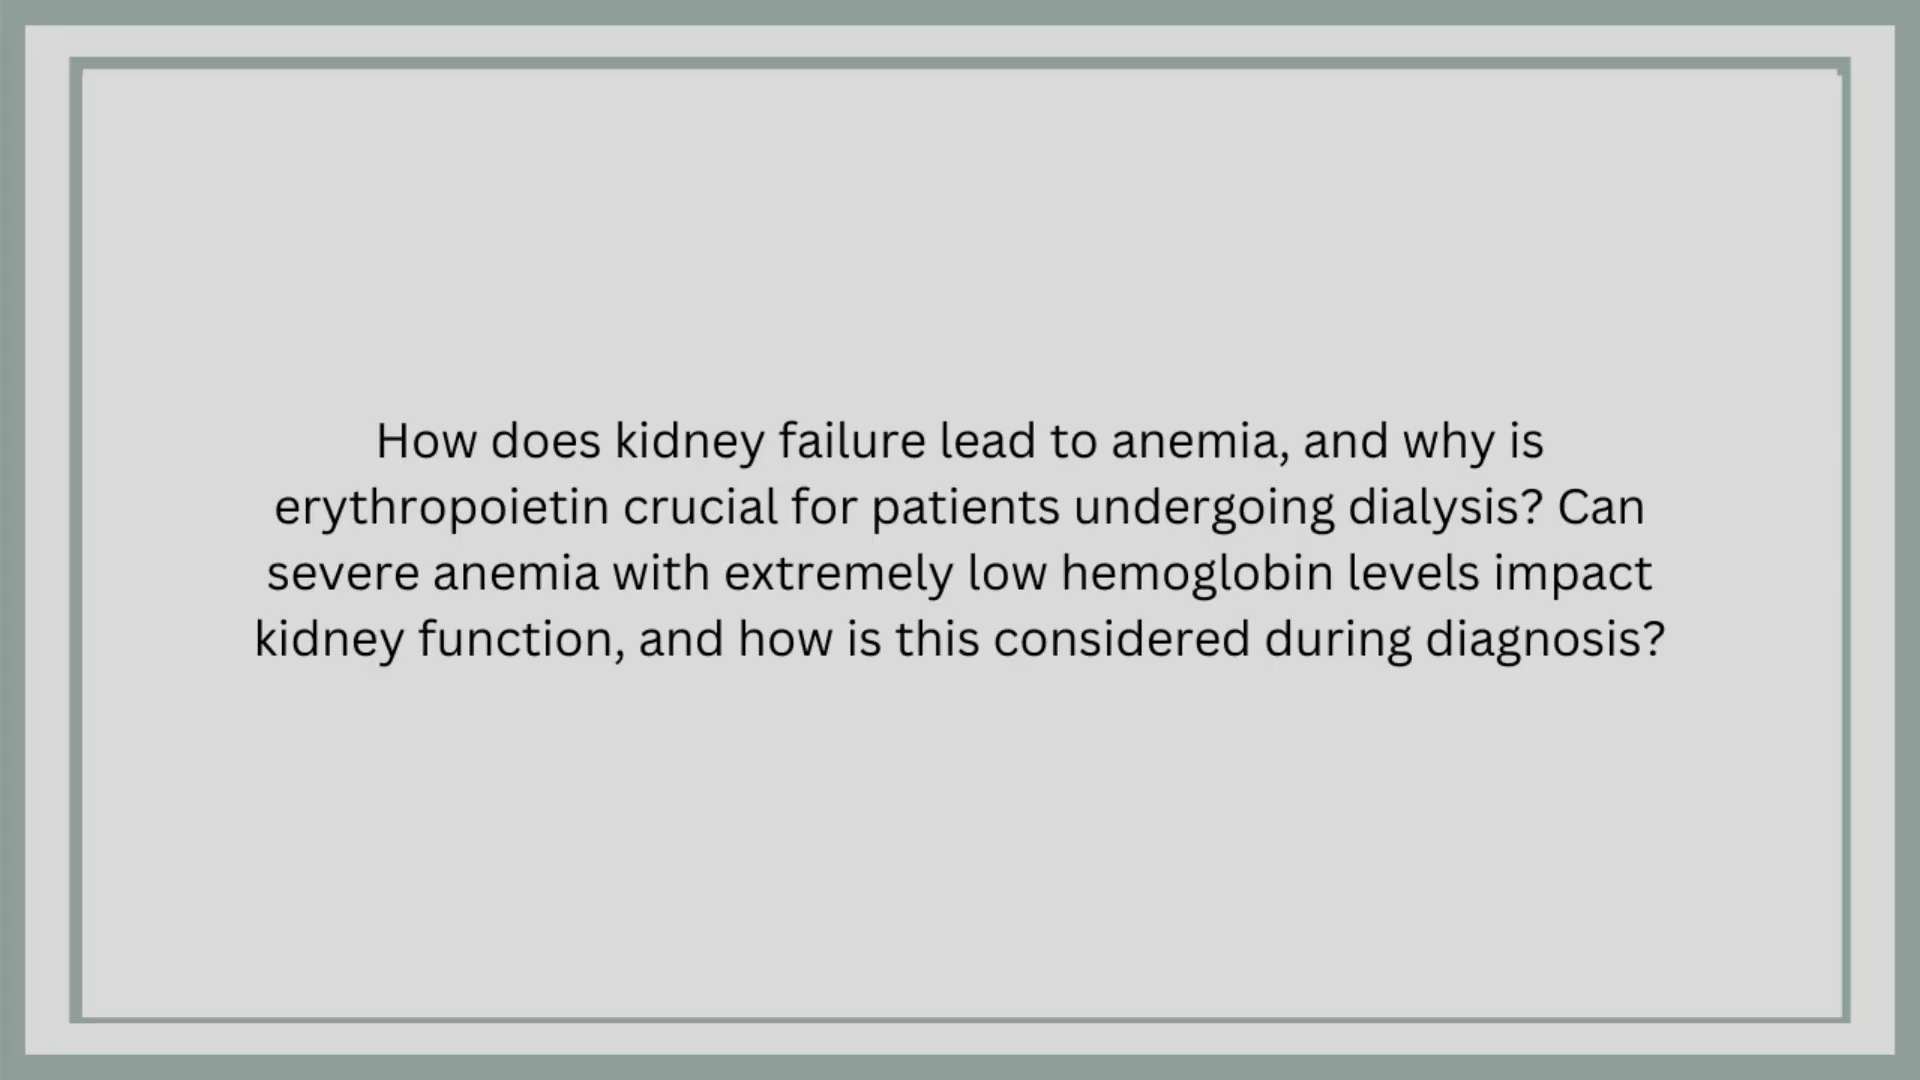 How does kidney failure lead to anemia, and why is
erythropoietin crucial for patients undergoing dialysis? Can
severe anemia with extremely low hemoglobin levels impact
kidney function, and how is this considered during diagnosis?